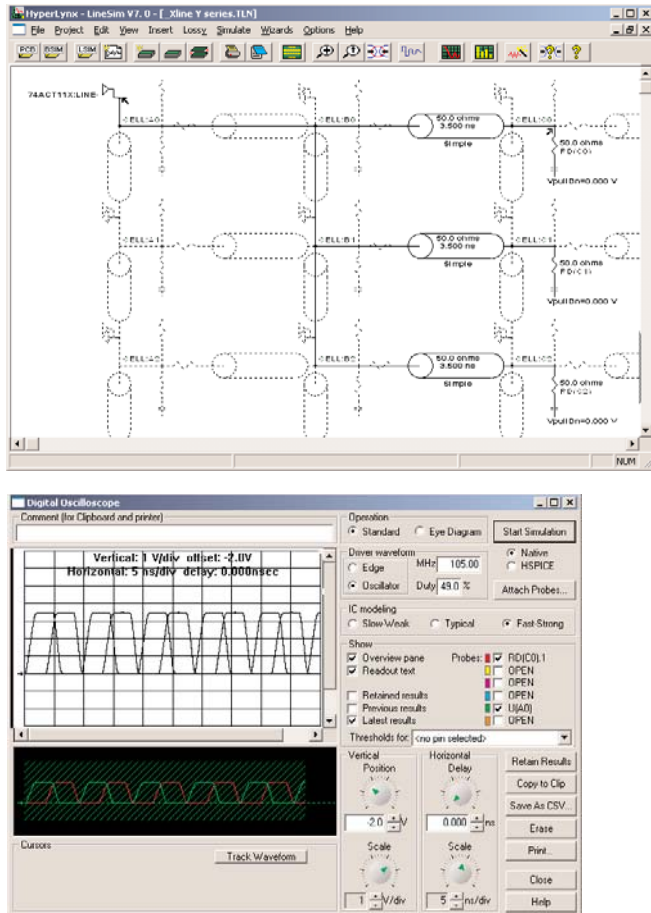 HyperLynx - LineSim V7.0 - [_Xline Y series.TLN]
File Project Edit View Insert Lossy Simulate Wizards Options Help
PCB BSIM LSIM
74ACT11X:LINE-
CELL:A0 CELL:B0 50.0 ohms CELL:C0
3.500 ns
Simple
50.0 ohms
RD(C0)
VpullDn=0.000 V
CELL:A1 CELL:B1 50.0 ohms CELL:C1
3.500 ns
Simple
50.0 ohms
RD(C1)
VpullDn=0.000 V
CELL:A2 CELL:B2 50.0 ohms CELL:C2
3.500 ns
Simple
50.0 ohms
RD(C2)
VpullDn=0.000 V
NUM
Digital Oscilloscope
Comment (for Clipboard and printer)
Vertical: 1 V/div offset: -2.0V
Horizontal: 5 ns/div delay: 0.000nsec
Operation
Standard Eye Diagram
Start Simulation
Driver waveform
Edge MHz 105.00
Oscillator Duty 49.0 %
Native
HSPICE
Attach Probes...
IC modeling
Slow-Weak Typical Fast-Strong
Show
Overview pane Probes: RD(C0).1
Readout text OPEN
OPEN
Retained results OPEN
Previous results U(A0)
Latest results OPEN
Thresholds for: <no pin selected>
Vertical Horizontal
Position Delay
-2.0 V 0.000 ns
Scale Scale
1 V/div 5 ns/div
Retain Results
Copy to Clip
Save As CSV...
Erase
Print...
Close
Help
Cursors
Track Waveform